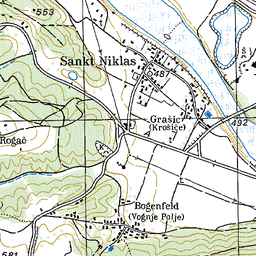 553
Sankt Niklas
487
Grašič
(Krošiče)
492
Rogač
Bogenfeld
(Vognje Polje)
581